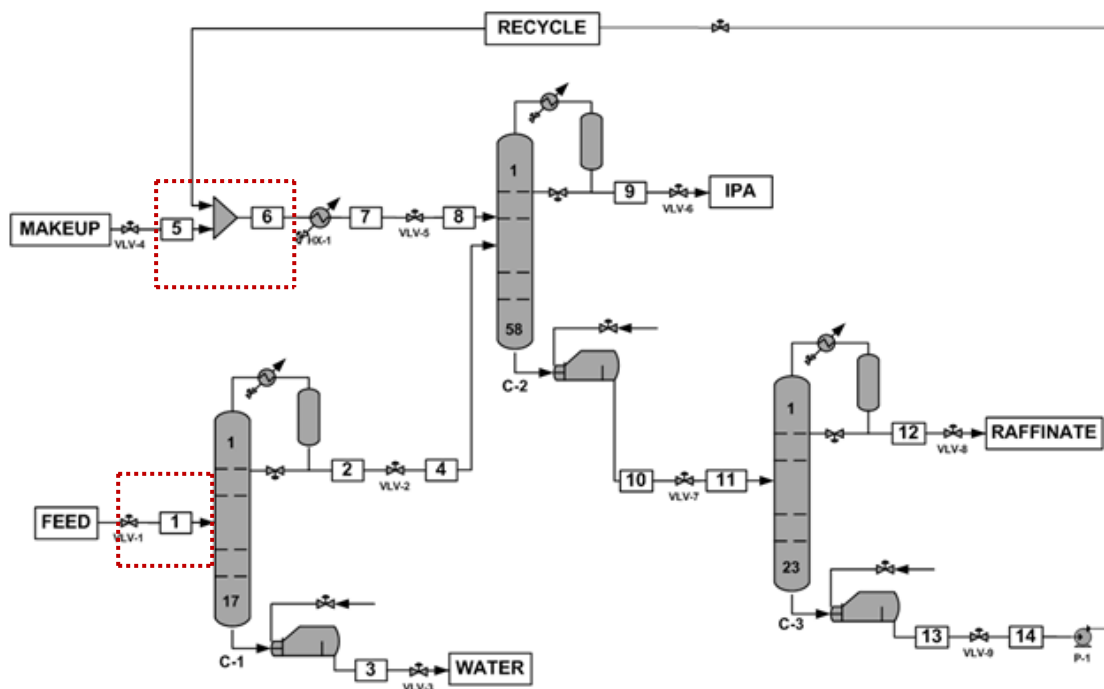 RECYCLE
1
9
IPA
VLV-6
MAKEUP
VLV-4
5
6
HX-1
7
VLV-5
8
58
C-2
1
12
RAFFINATE
VLV-8
1
2
VLV-2
4
10
VLV-7
11
FEED
VLV-1
1
17
23
C-1
3
VLV-3
WATER
C-3
13
VLV-9
14
P-1